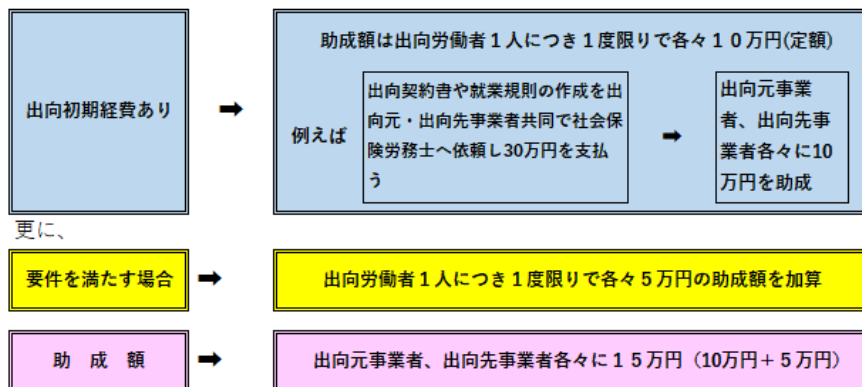 出向初期経費あり
➡
助成額は出向労働者１人につき１度限りで各々１０万円(定額)
例えば
出向契約書や就業規則の作成を出
向元・出向先事業者共同で社会保
険労務士へ依頼し30万円を支払
う
➡
出向元事業
者、出向先事
業者各々に10
万円を助成
更に、
要件を満たす場合
➡
出向労働者１人につき１度限りで各々５万円の助成額を加算
助　成　額
➡
出向元事業者、出向先事業者各々に１５万円（10万円＋５万円）